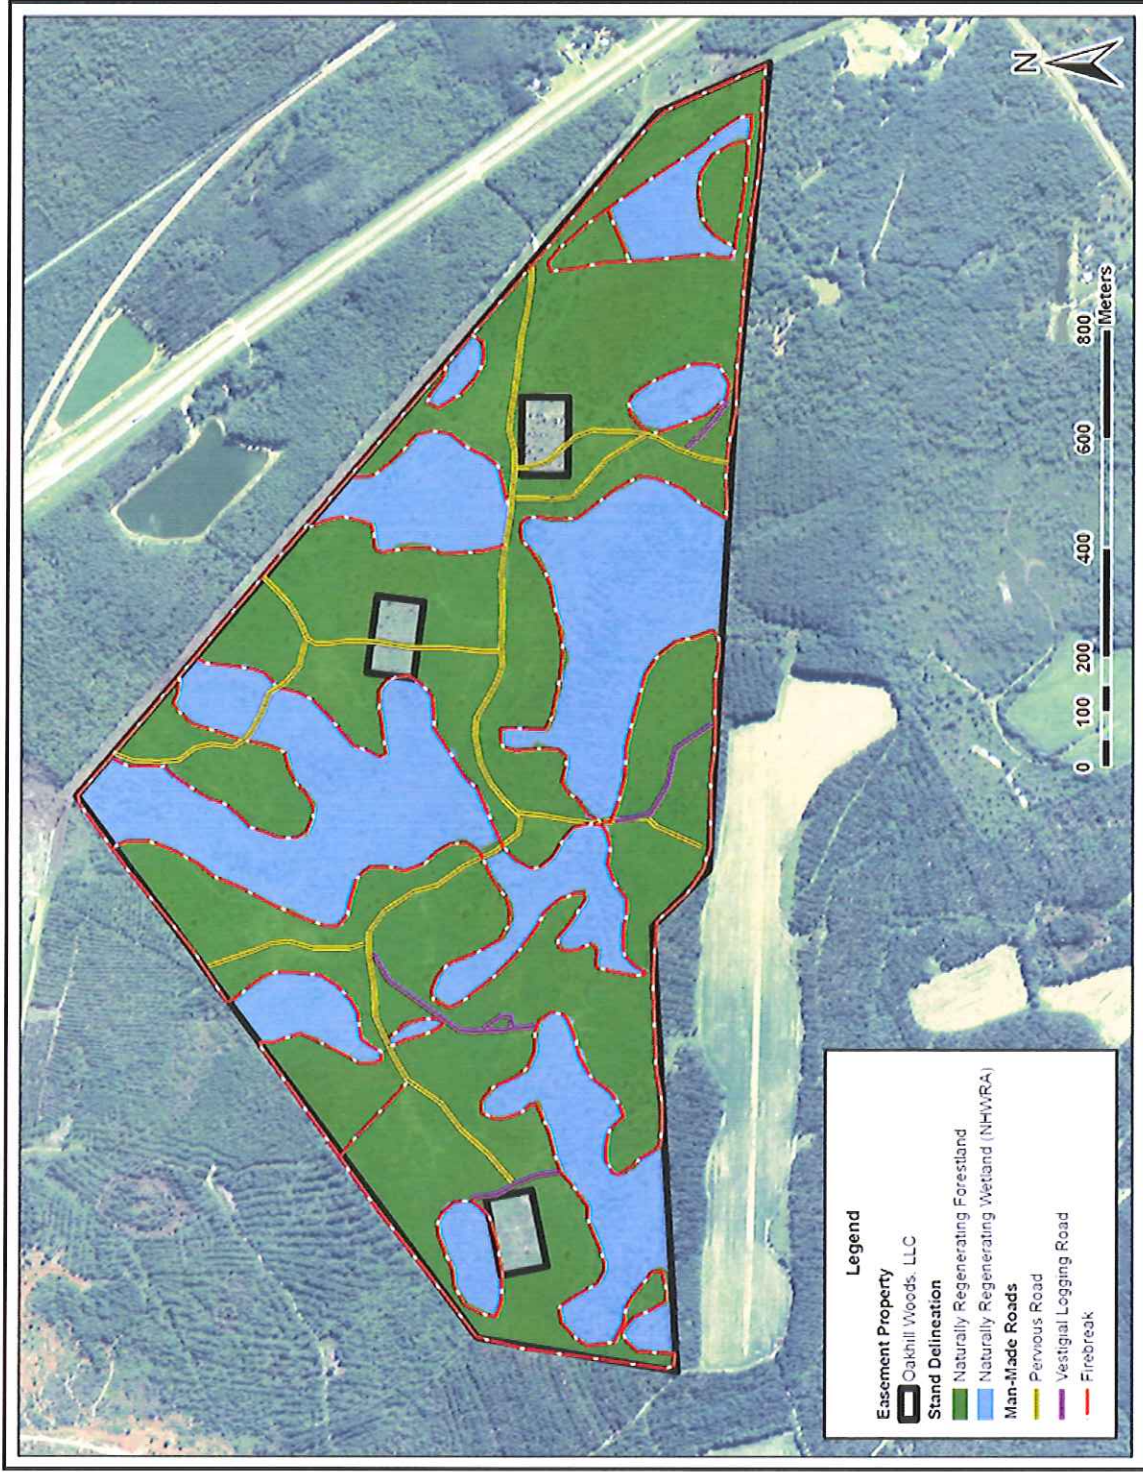 N
0 100 200 400 600 800
Meters
Legend
Easement Property
Oakhill Woods, LLC
Stand Delineation
Naturally Regenerating Forestland
Naturally Regenerating Wetland (NHWRA)
Man-Made Roads
Pervious Road
Vestigial Logging Road
Firebreak